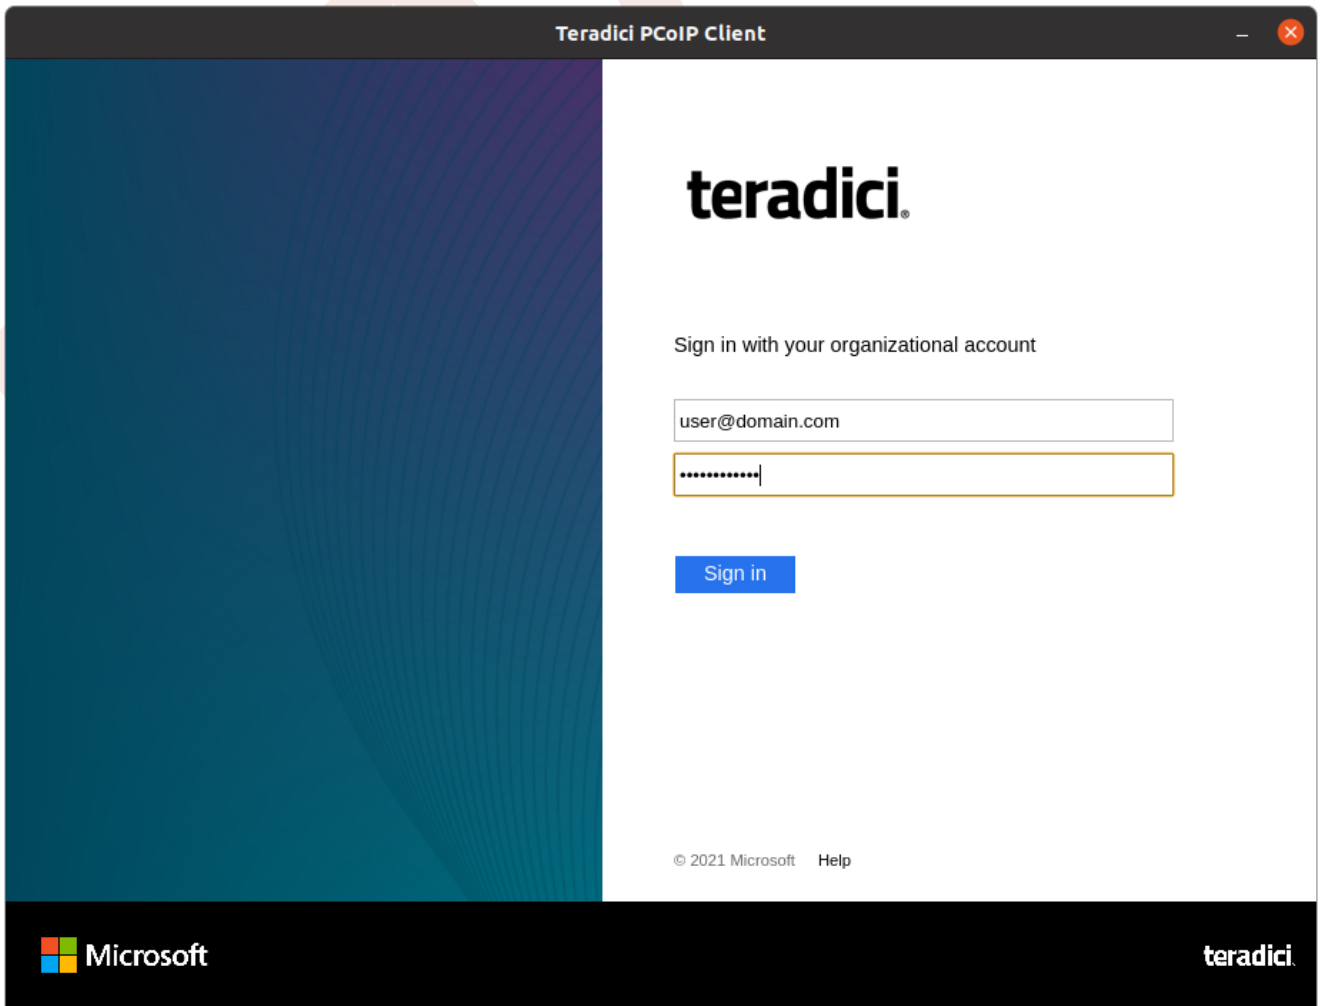 Teradici PCoIP Client
teradici®
Sign in with your organizational account
user@domain.com
••••••••••••
Sign in
© 2021 Microsoft Help
Microsoft
teradici